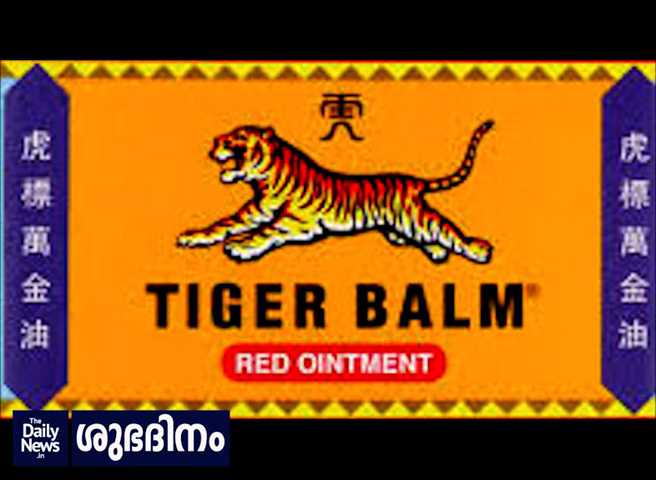 虎標萬金油
虎標萬金油
TIGER BALM®
RED OINTMENT
The
Daily
News
.in
ശുഭദിനം